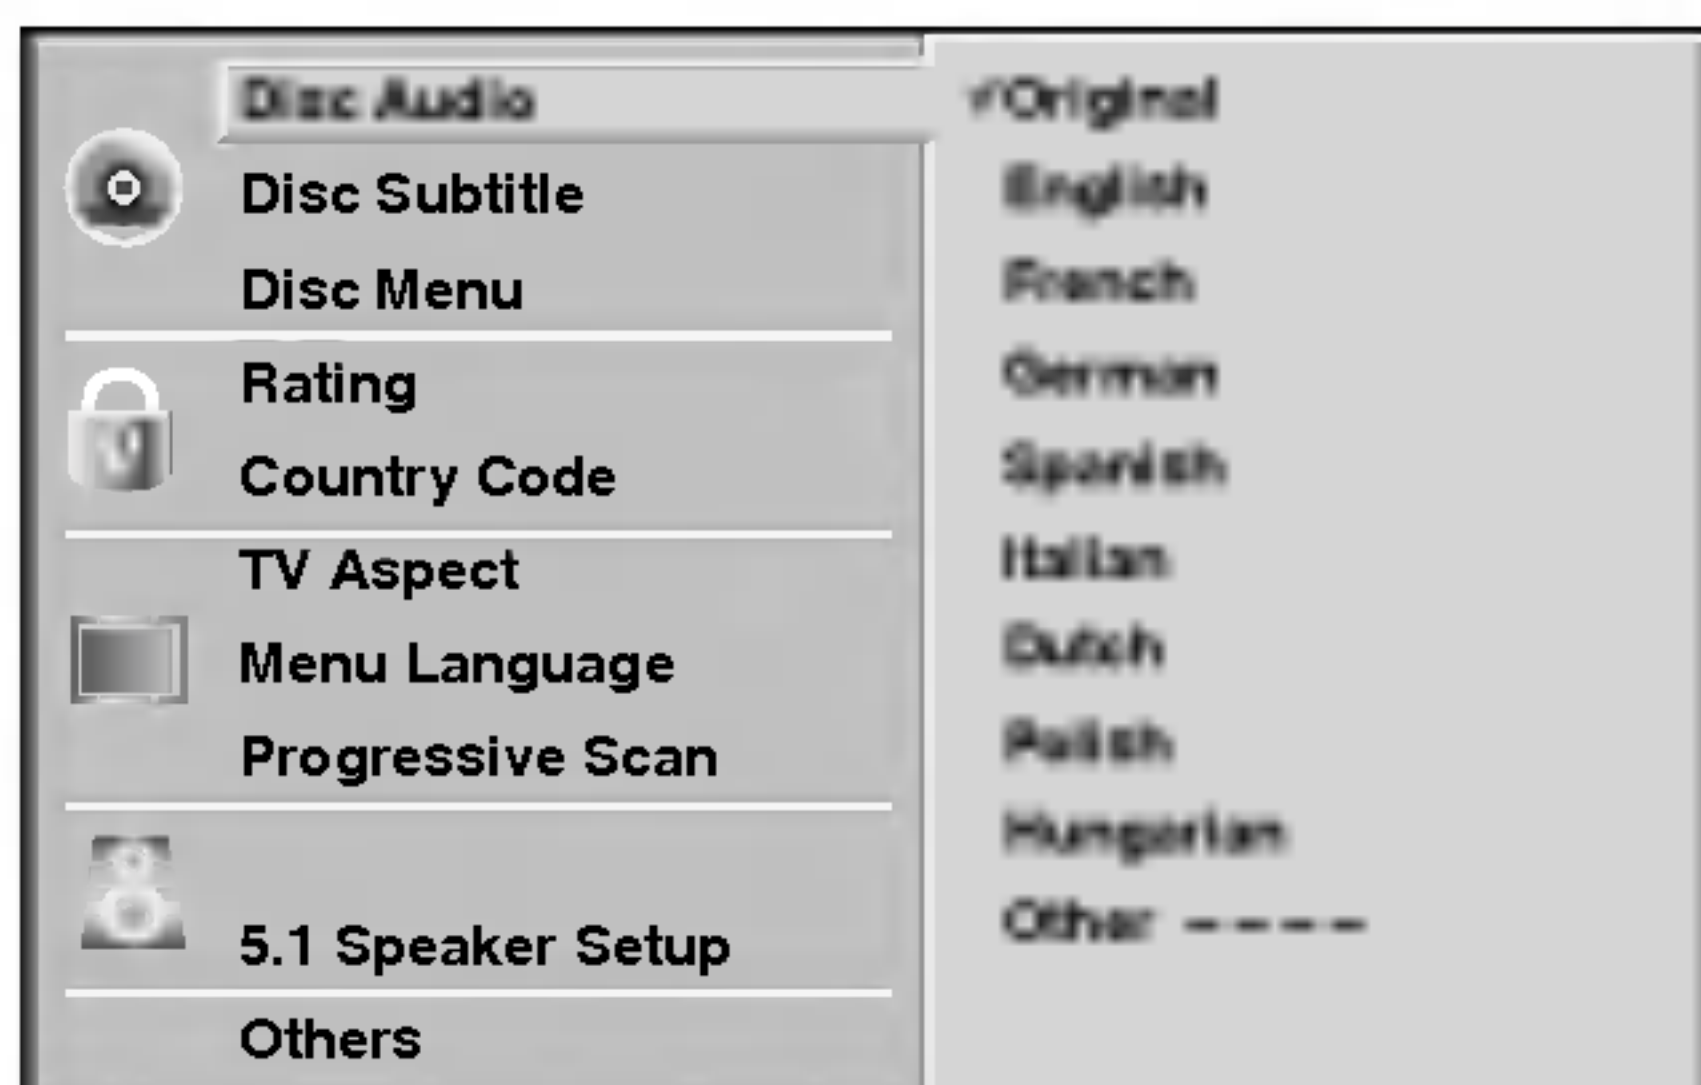 Disc Audio
Disc Subtitle
Disc Menu
Rating
Country Code
TV Aspect
Menu Language
Progressive Scan
5.1 Speaker Setup
Others
✓Original
English
French
German
Spanish
Italian
Dutch
Polish
Hungarian
Other ----